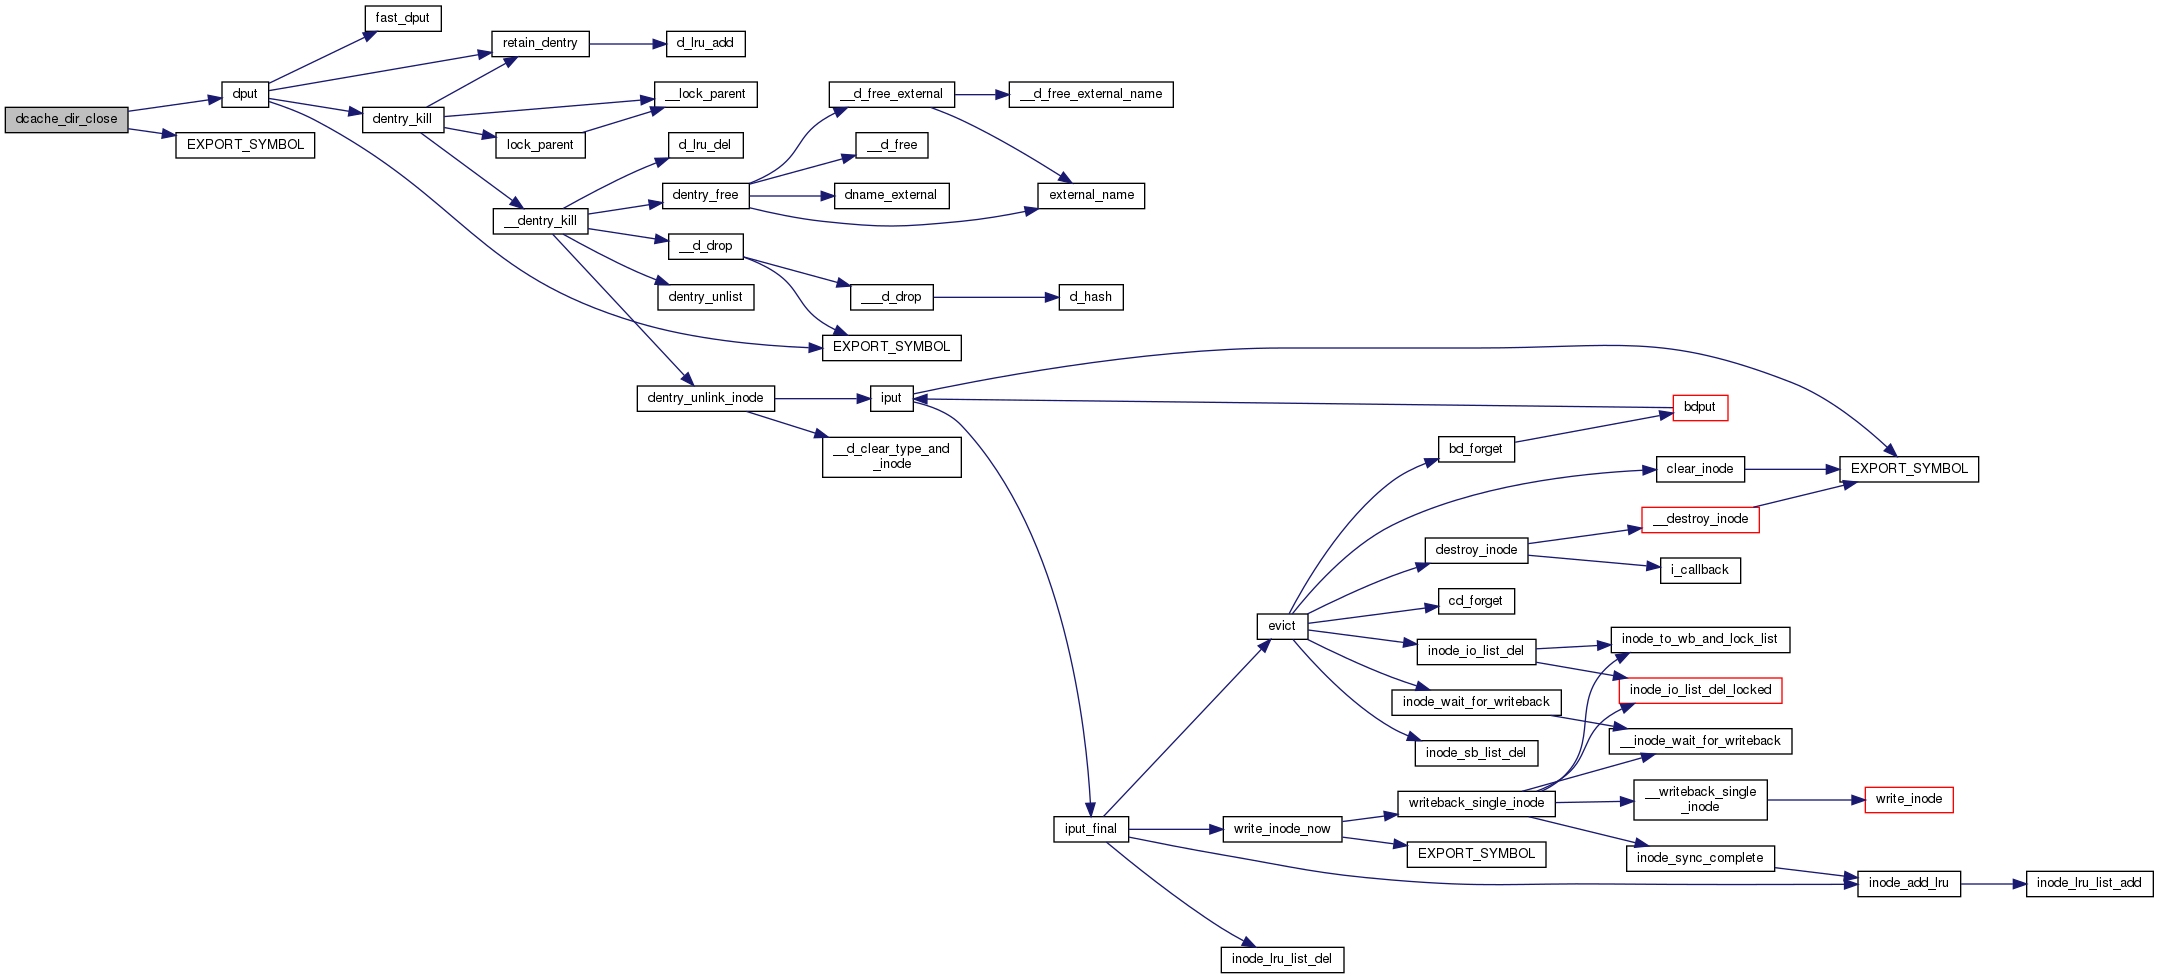 fast_dput
retain_dentry
d_lru_add
dput
__lock_parent
__d_free_external
__d_free_external_name
dcache_dir_close
dentry_kill
EXPORT_SYMBOL
lock_parent
d_lru_del
__d_free
dentry_free
dname_external
external_name
__dentry_kill
__d_drop
dentry_unlist
___d_drop
d_hash
EXPORT_SYMBOL
dentry_unlink_inode
iput
bdput
__d_clear_type_and
_inode
bd_forget
clear_inode
EXPORT_SYMBOL
__destroy_inode
destroy_inode
i_callback
cd_forget
evict
inode_to_wb_and_lock_list
inode_io_list_del
inode_io_list_del_locked
inode_wait_for_writeback
__inode_wait_for_writeback
inode_sb_list_del
writeback_single_inode
__writeback_single
_inode
write_inode
iput_final
write_inode_now
EXPORT_SYMBOL
inode_sync_complete
inode_add_lru
inode_lru_list_add
inode_lru_list_del